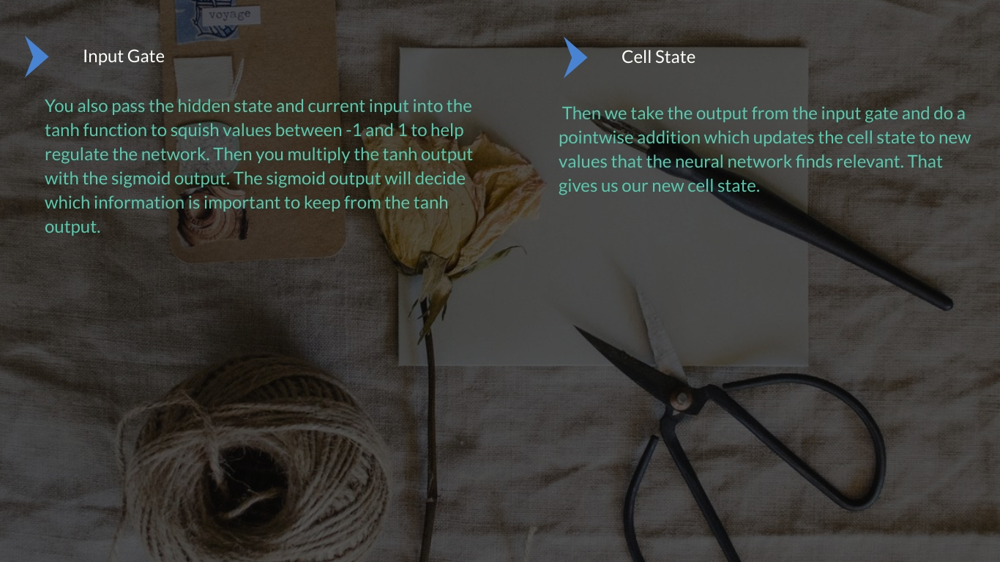 voyage
Input Gate
You also pass the hidden state and current input into the
tanh function to squish values between -1 and 1 to help
regulate the network. Then you multiply the tanh output
with the sigmoid output. The sigmoid output will decide
which information is important to keep from the tanh
output.
Cell State
Then we take the output from the input gate and do a
pointwise addition which updates the cell state to new
values that the neural network finds relevant. That
gives us our new cell state.